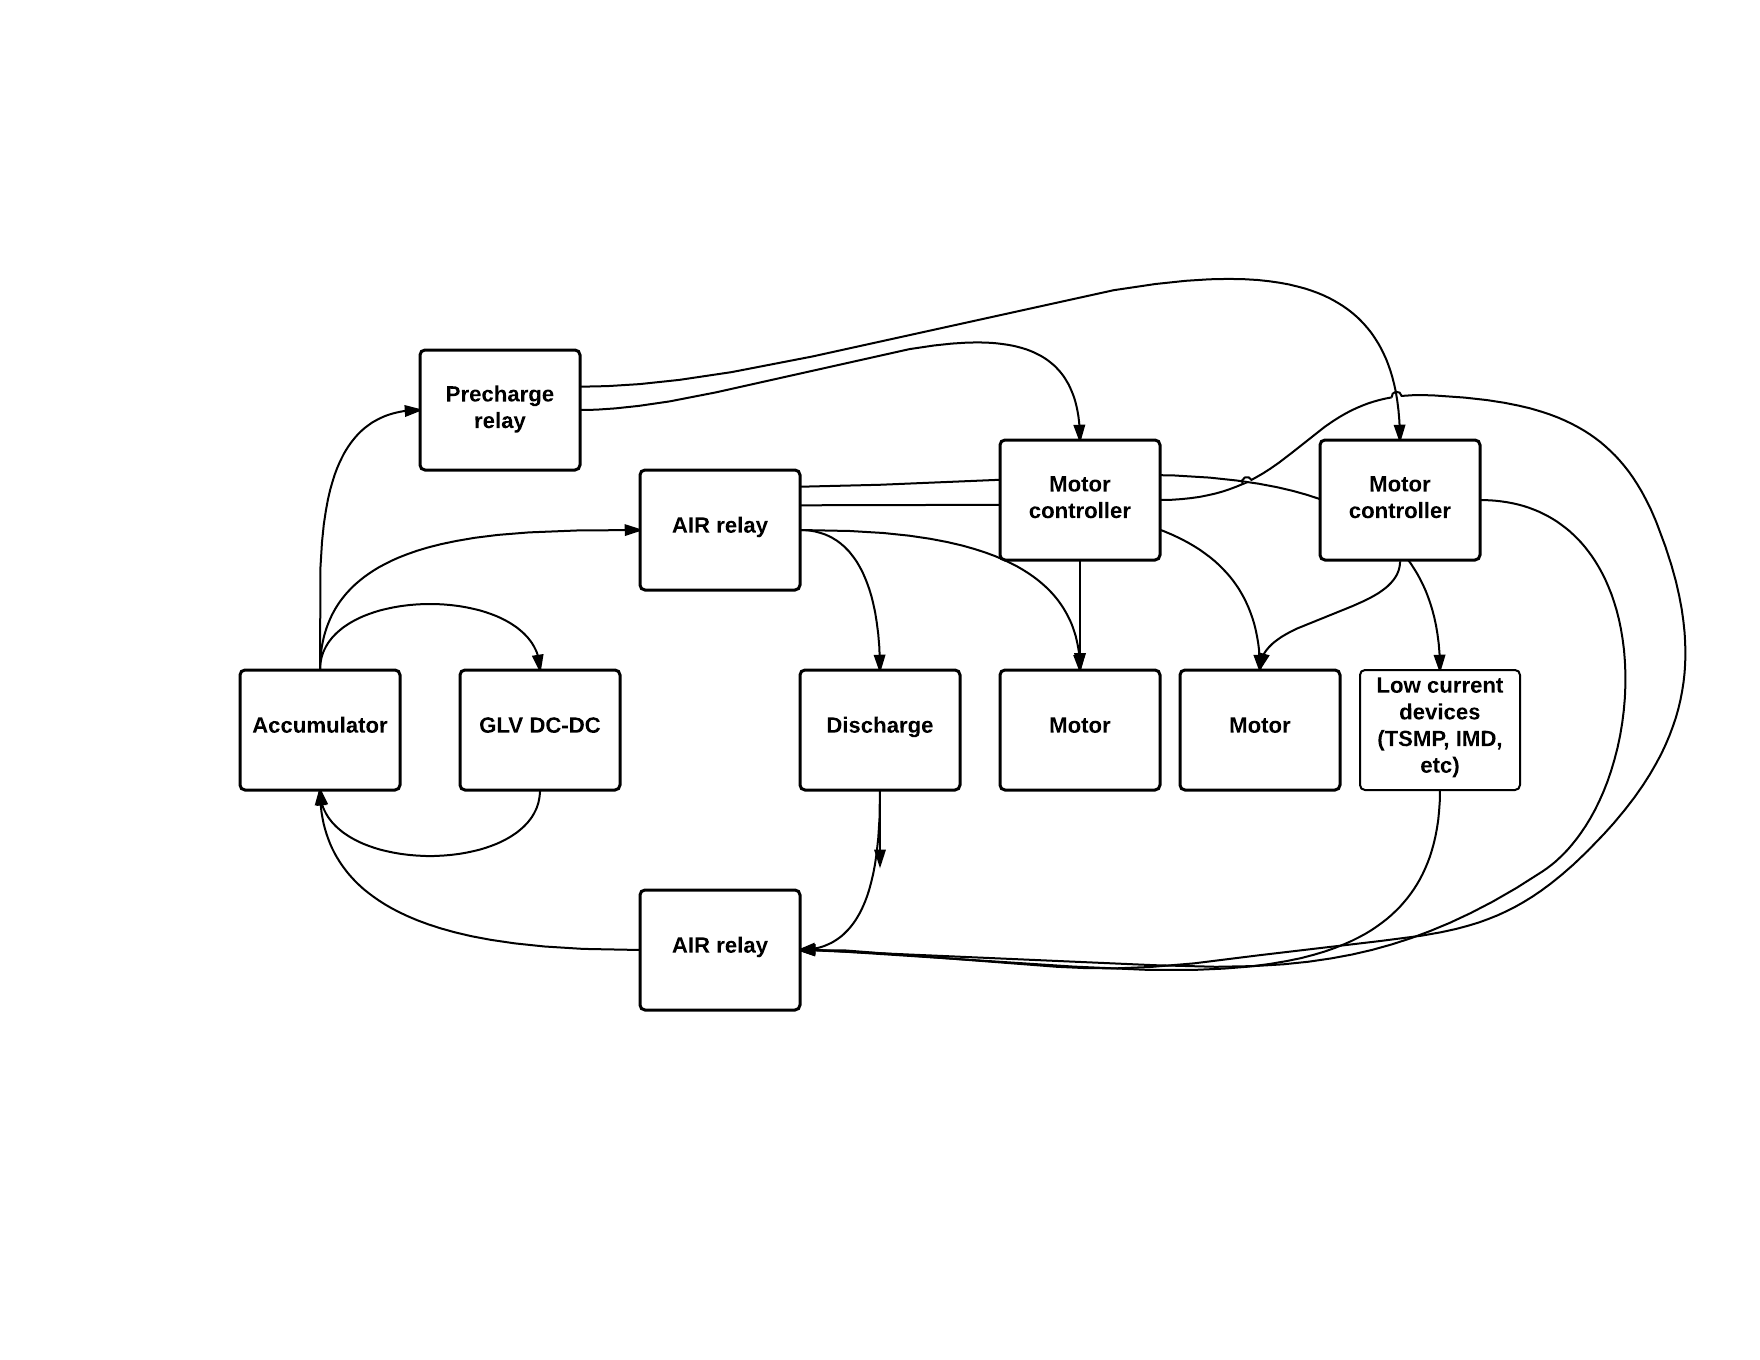 Precharge
relay
AIR relay
Motor
controller
Motor
controller
Accumulator
GLV DC-DC
Discharge
Motor
Motor
Low current
devices
(TSMP, IMD,
etc)
AIR relay